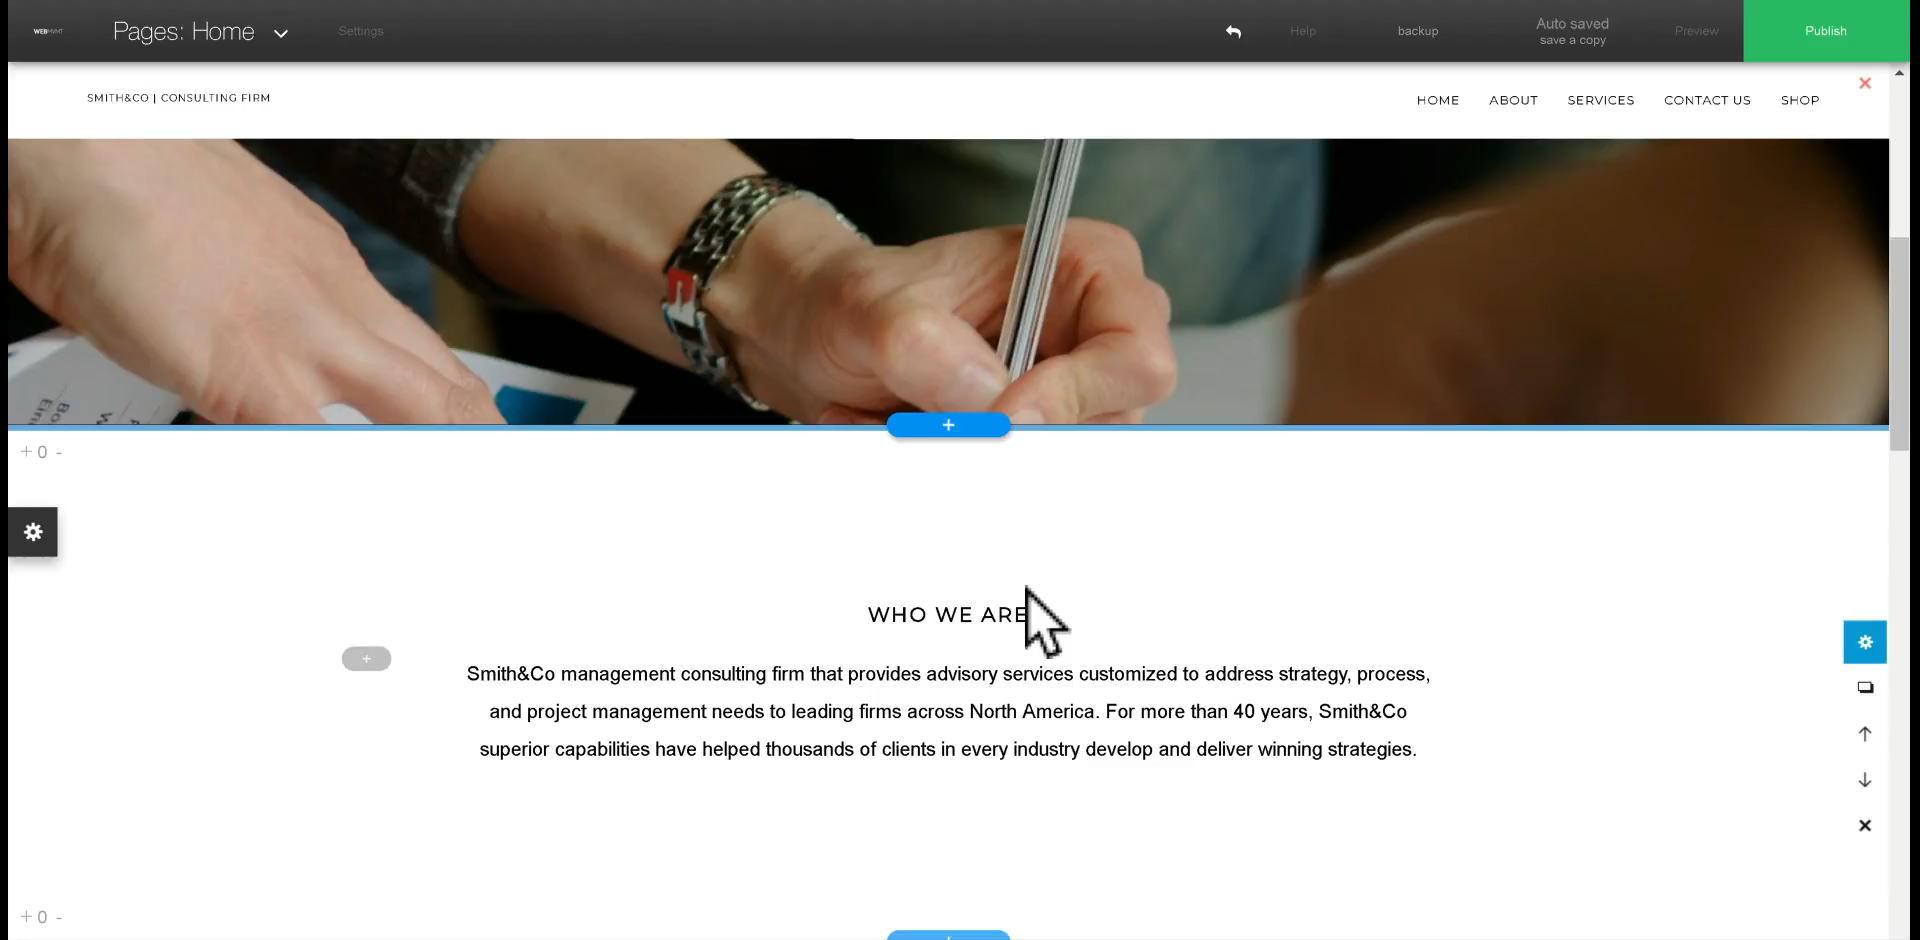 WEBMVMT
Pages: Home
Settings
Help
backup
Auto saved
save a copy
Preview
Publish
SMITH&CO | CONSULTING FIRM
HOME
ABOUT
SERVICES
CONTACT US
SHOP
+ 0 -
WHO WE ARE
Smith&Co management consulting firm that provides advisory services customized to address strategy, process,
and project management needs to leading firms across North America. For more than 40 years, Smith&Co
superior capabilities have helped thousands of clients in every industry develop and deliver winning strategies.
+ 0 -